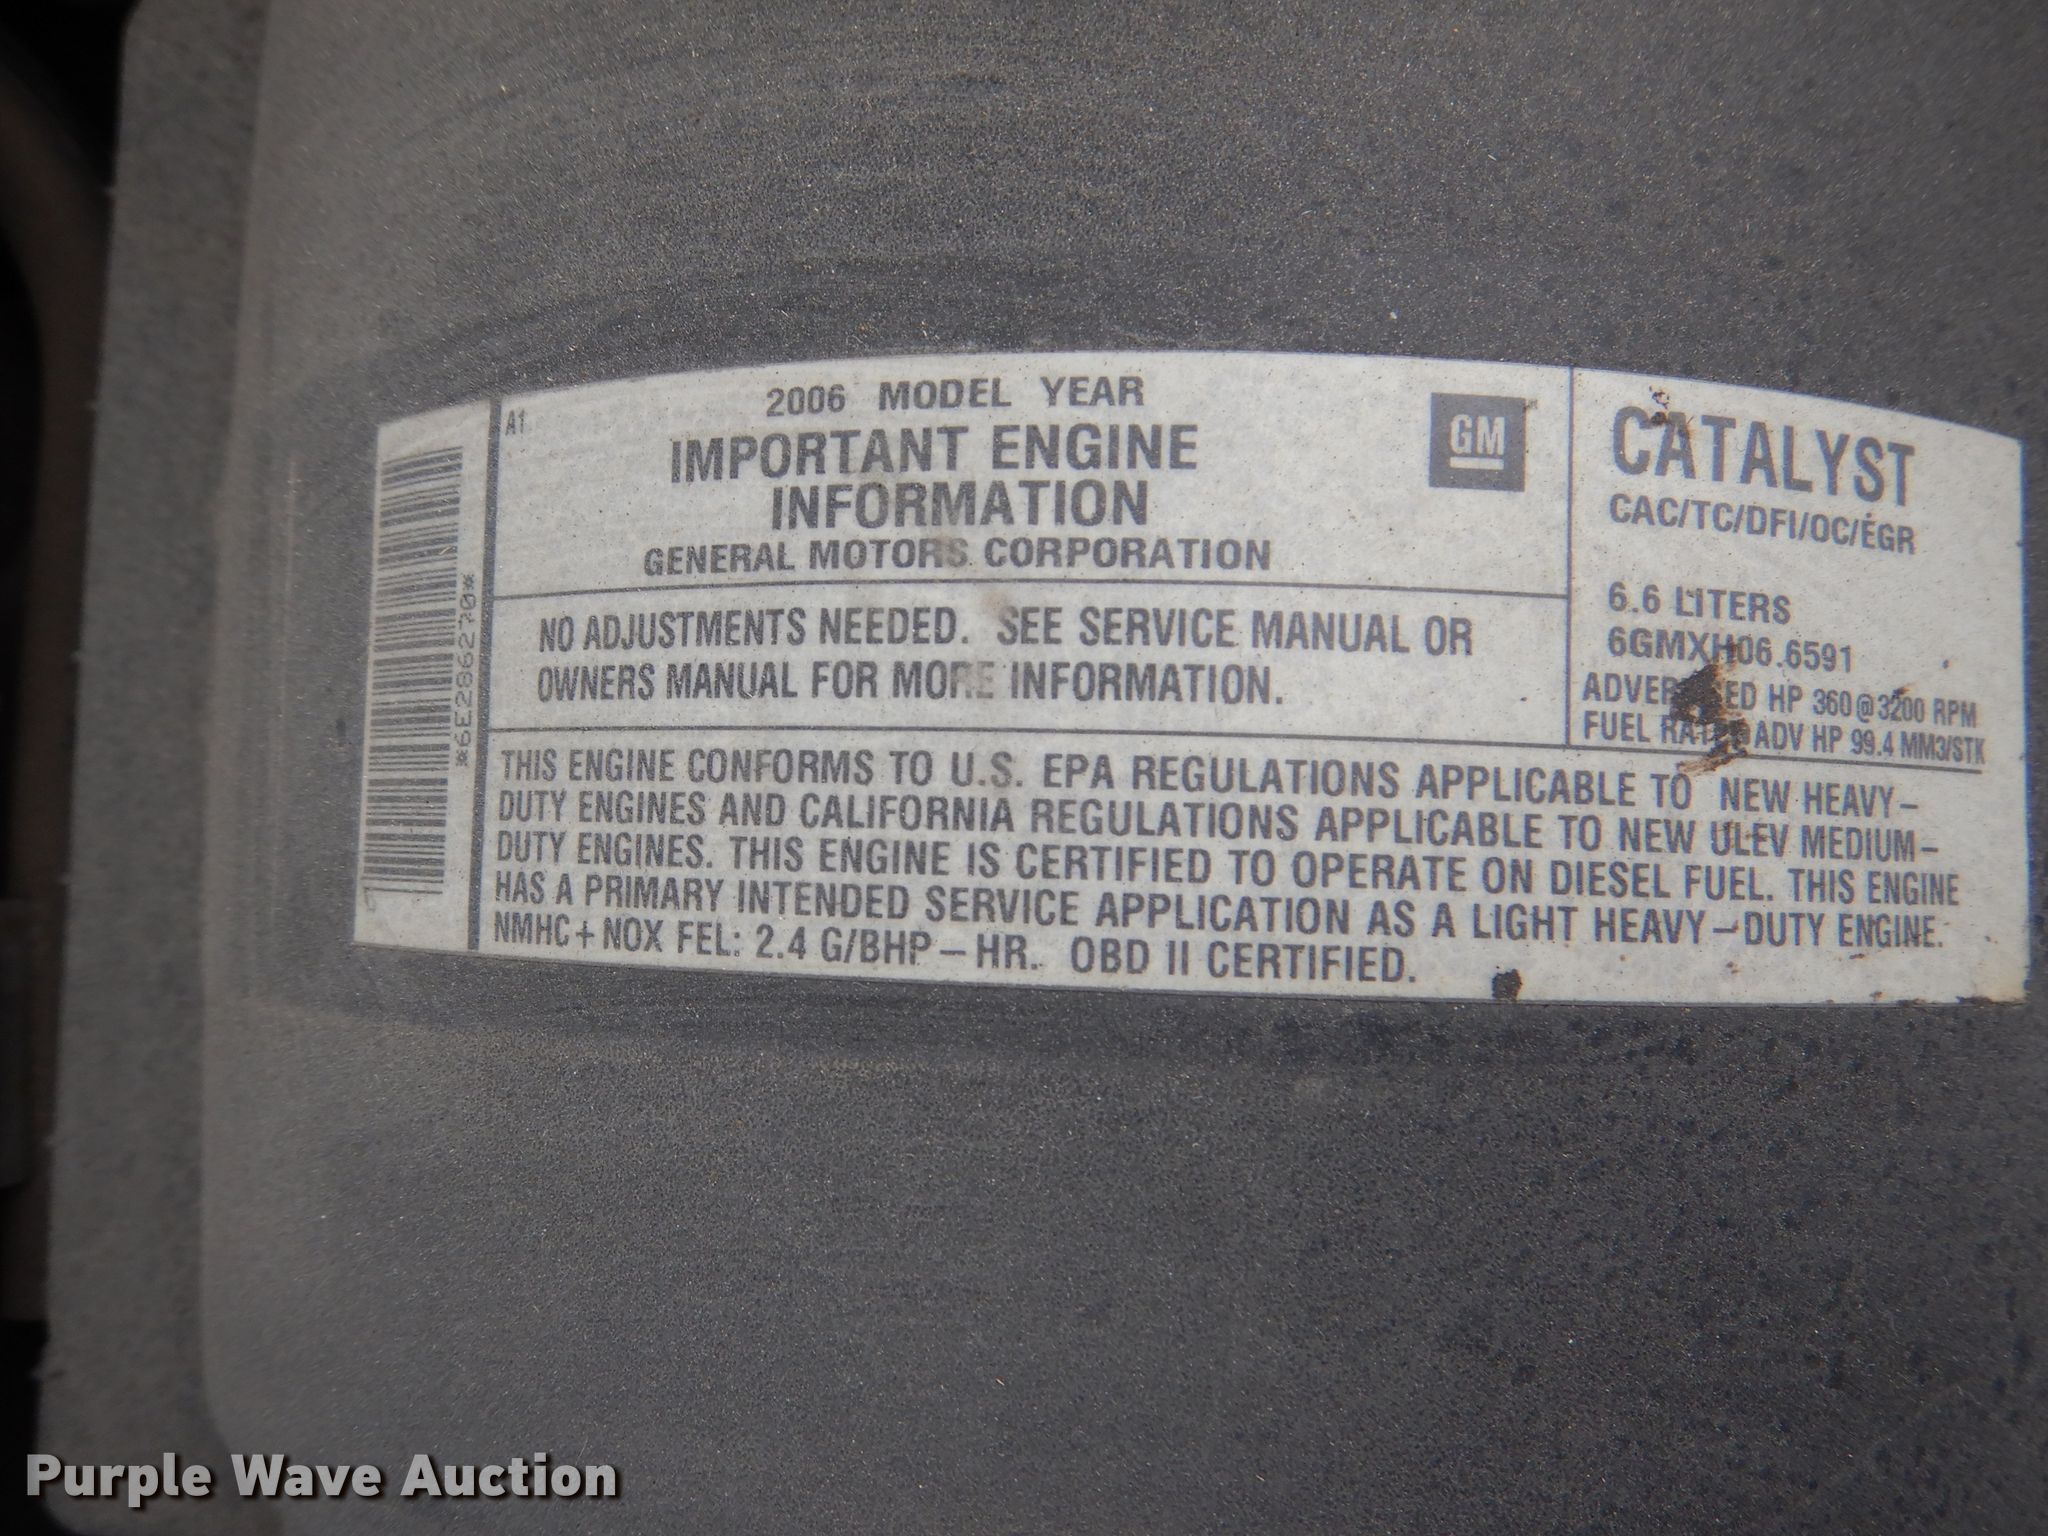 A1
2006 MODEL YEAR
IMPORTANT ENGINE
INFORMATION
GENERAL MOTORS CORPORATION
GM
NO ADJUSTMENTS NEEDED. SEE SERVICE MANUAL OR
OWNERS MANUAL FOR MORE INFORMATION.
CATALYST
CAC/TC/DFI/OC/EGR
6.6 LITERS
6GMXH06.6591
ADVERTISED HP 360@3200 RPM
FUEL RATE@ADV HP 99.4 MM3/STK
THIS ENGINE CONFORMS TO U.S. EPA REGULATIONS APPLICABLE TO NEW HEAVY-
DUTY ENGINES AND CALIFORNIA REGULATIONS APPLICABLE TO NEW ULEV MEDIUM-
DUTY ENGINES. THIS ENGINE IS CERTIFIED TO OPERATE ON DIESEL FUEL. THIS ENGINE
HAS A PRIMARY INTENDED SERVICE APPLICATION AS A LIGHT HEAVY-DUTY ENGINE.
NMHC+NOX FEL: 2.4 G/BHP-HR. OBD II CERTIFIED.
*6E286270*
Purple Wave Auction